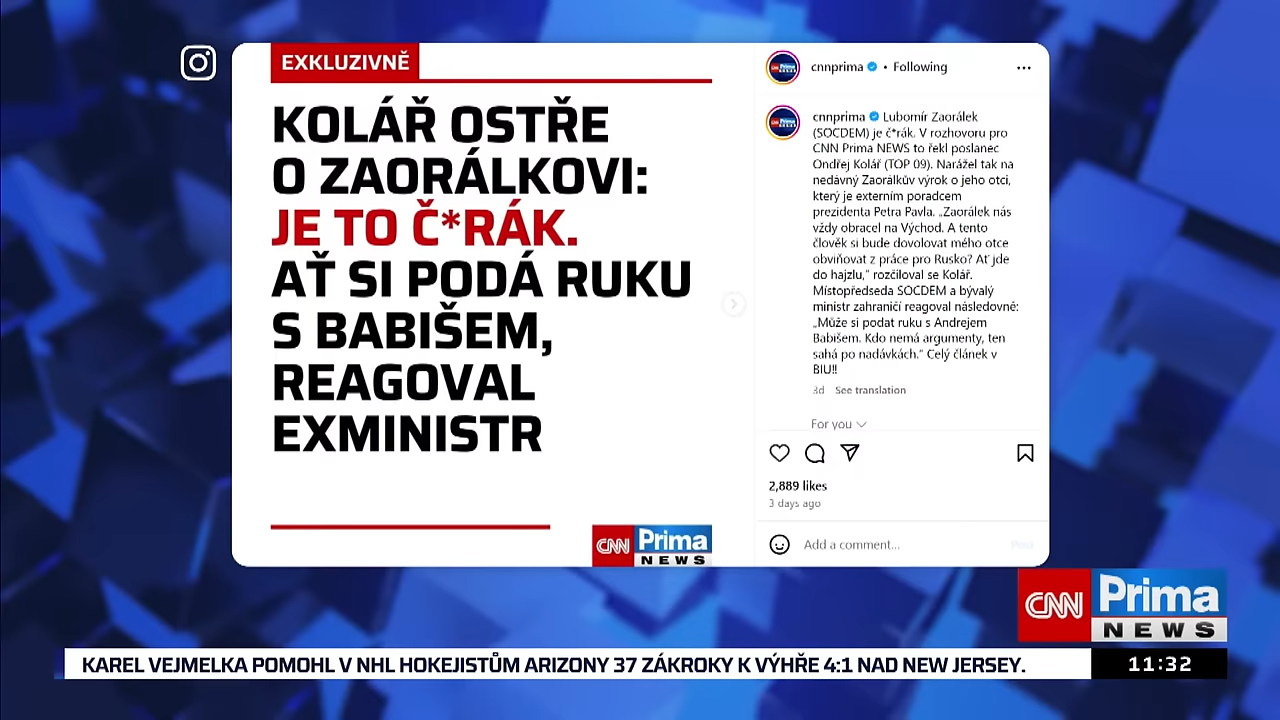 EXKLUZIVNĚ
KOLÁŘ OSTŘE
O ZAORÁLKOVI:
JE TO Č*RÁK.
AŤ SI PODÁ RUKU
S BABIŠEM,
REAGOVAL
EXMINISTR
CNN Prima
NEWS
cnnprima • Following
cnnprima Lubomír Zaorálek
(SOCDEM) je č*rák. V rozhovoru pro
CNN Prima NEWS to řekl poslanec
Ondřej Kolář (TOP 09). Narážel tak na
nedávný Zaorálkův výrok o jeho otci,
který je externím poradcem
prezidenta Petra Pavla. „Zaorálek nás
vždy obracel na Východ. A tento
člověk si bude dovolovat mého otce
obviňovat z práce pro Rusko? Ať jde
do hajzlu,“ rozčiloval se Kolář.
Místopředseda SOCDEM a bývalý
ministr zahraničí reagoval následovně:
„Může si podat ruku s Andrejem
Babišem. Kdo nemá argumenty, ten
sahá po nadávkách.“ Celý článek v
BIU!!
3d See translation
For you
2,889 likes
3 days ago
Add a comment... Post
CNN Prima
NEWS
KAREL VEJMELKA POMOHL V NHL HOKEJISTŮM ARIZONY 37 ZÁKROKY K VÝHŘE 4:1 NAD NEW JERSEY.
11:32